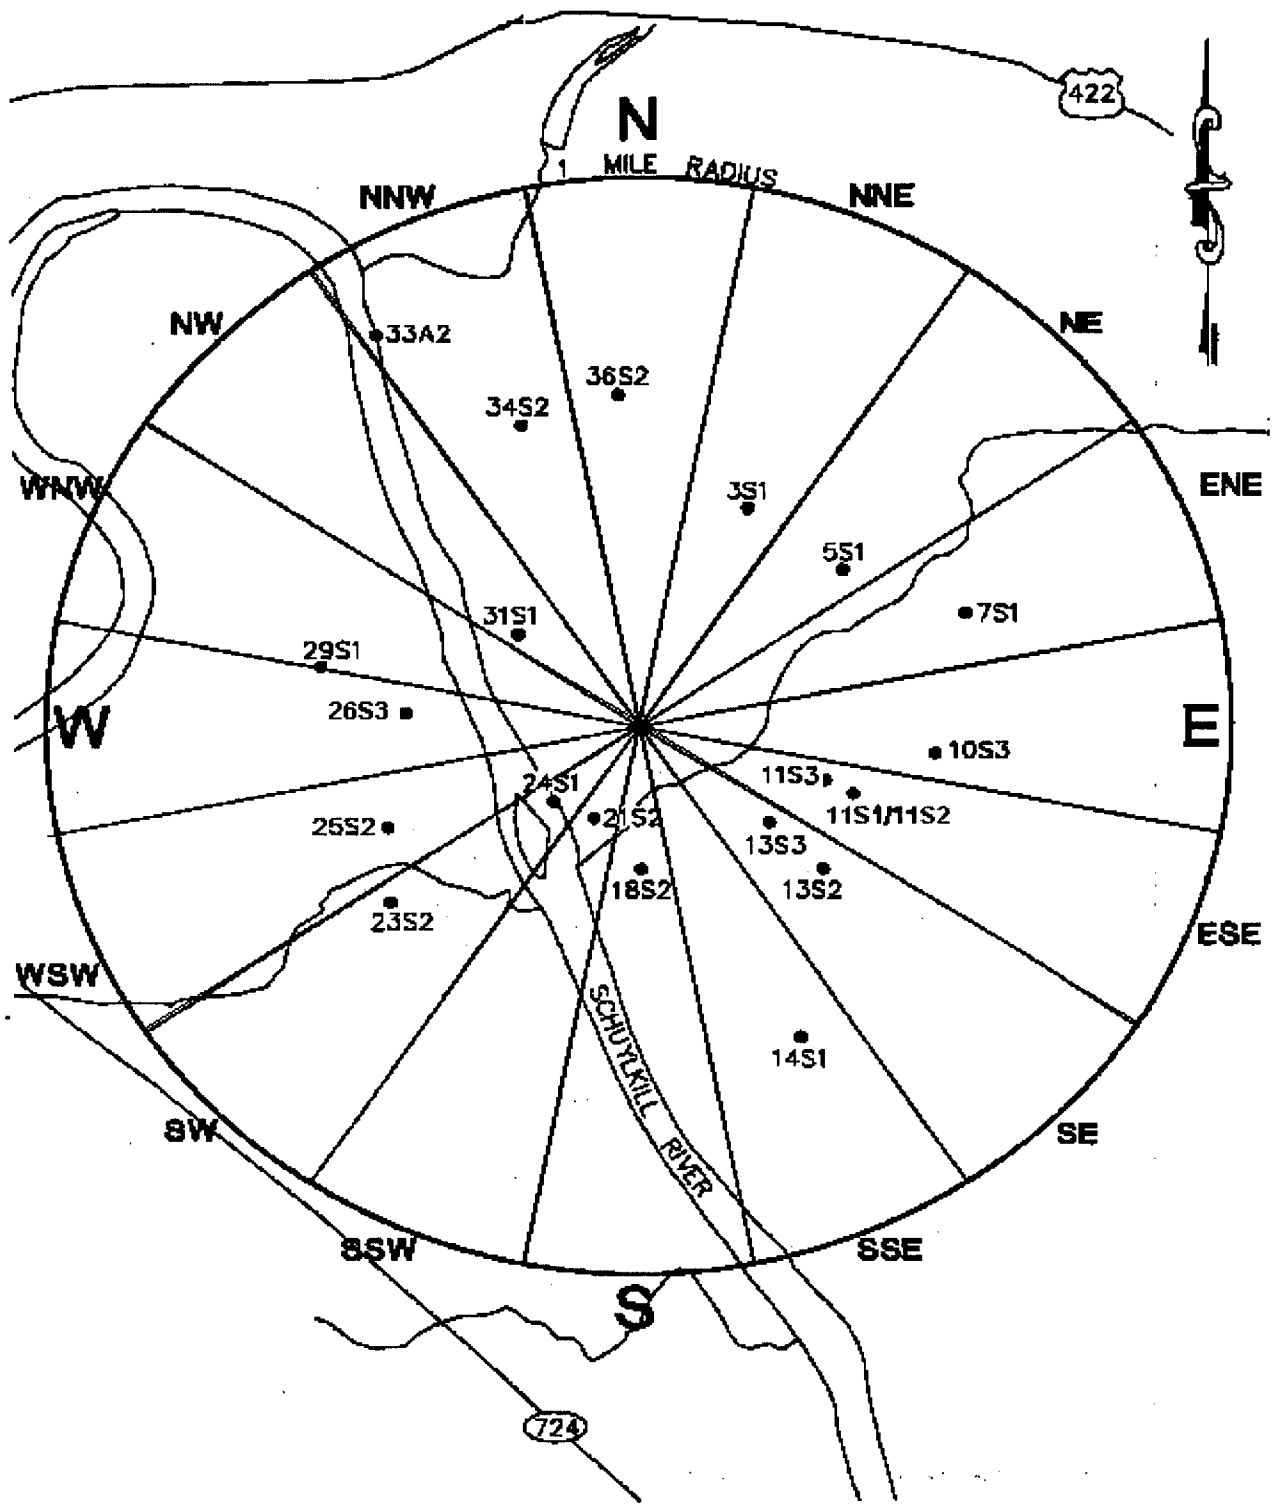 422
N
1 MILE RADIUS
NNW
NNE
NW
NE
33A2
36S2
34S2
WNW
ENE
3S1
5S1
7S1
31S1
29S1
26S3
W
E
10S3
11S3
24S1
11S1/11S2
25S2
21S2
13S3
18S2
13S2
23S2
ESE
WSW
SCHUYLKILL RIVER
14S1
SW
SE
SSW
SSE
S
724